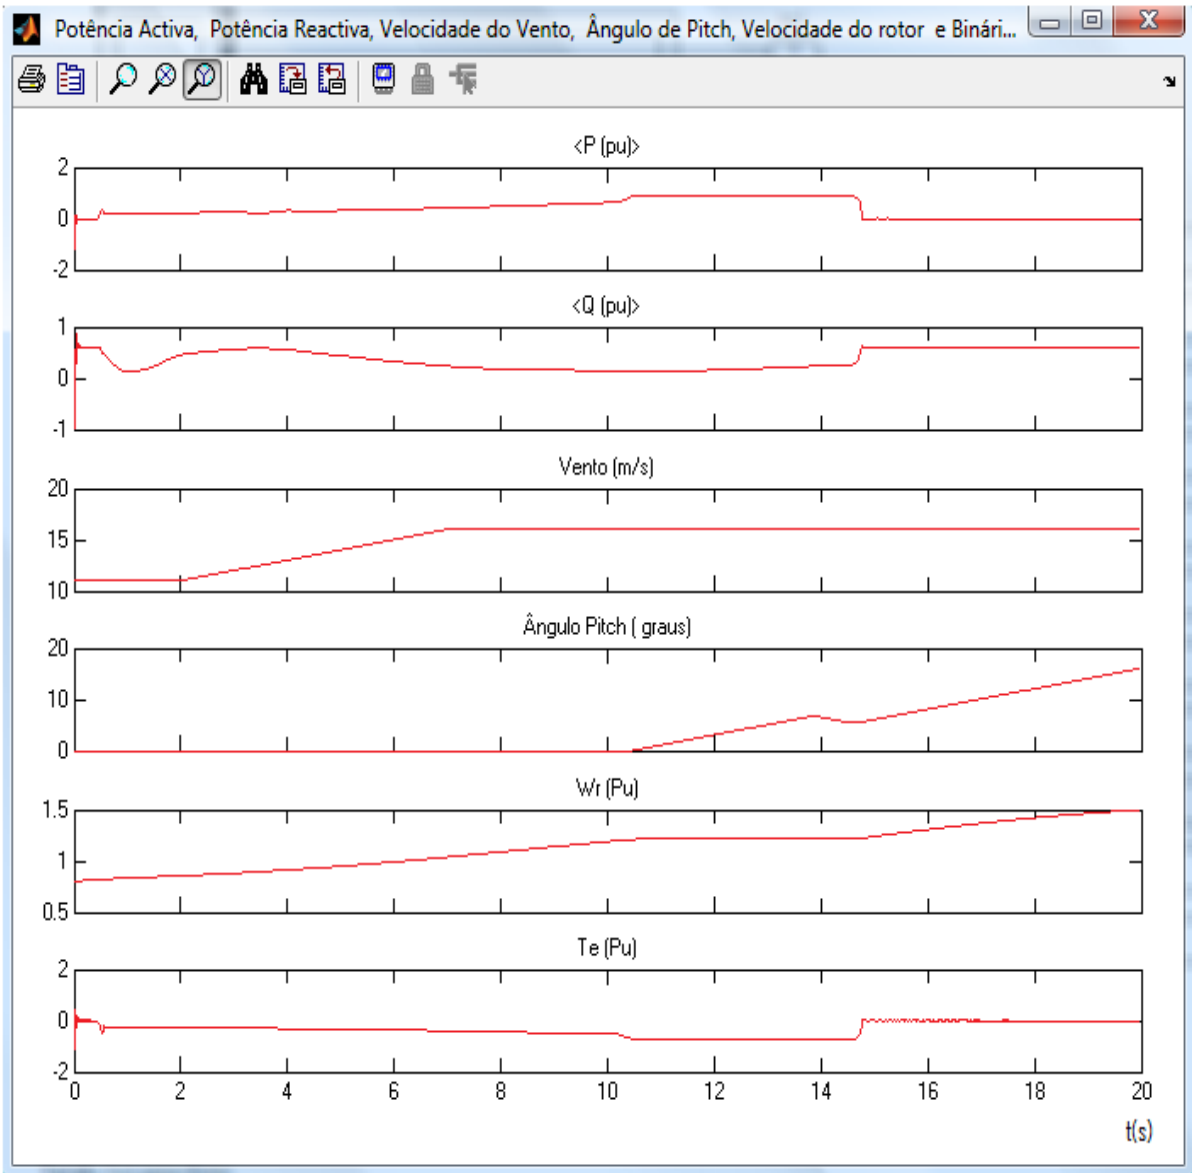 Potência Activa, Potência Reactiva, Velocidade do Vento, Ângulo de Pitch, Velocidade do rotor e Binári...
<P (pu)>
2
0
-2
<Q (pu)>
1
0
-1
Vento (m/s)
20
15
10
Ângulo Pitch ( graus)
20
10
0
Wr (Pu)
1.5
1
0.5
Te (Pu)
2
0
-2
0 2 4 6 8 10 12 14 16 18 20
t(s)